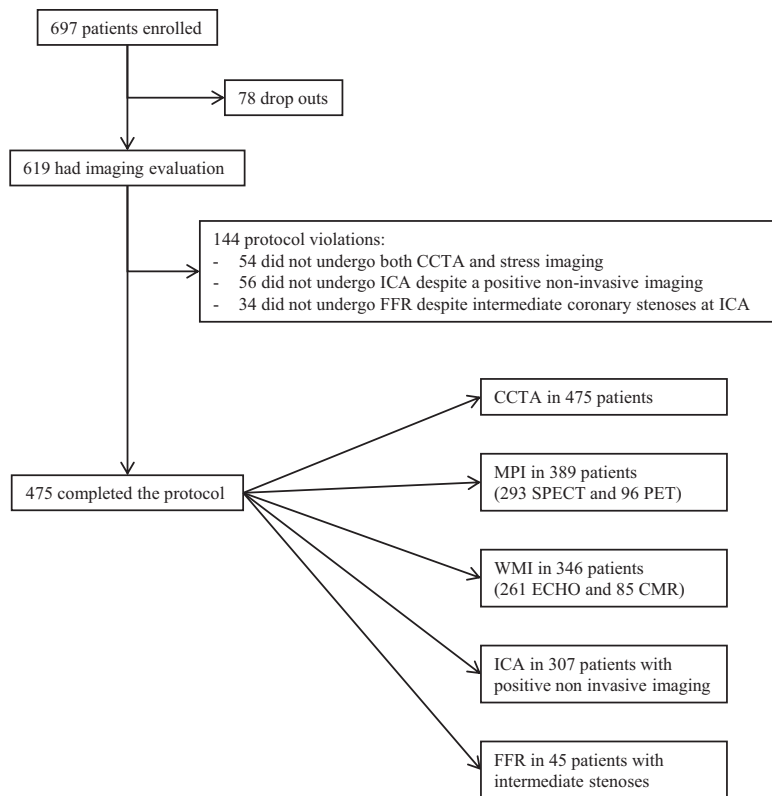 697 patients enrolled
78 drop outs
619 had imaging evaluation
144 protocol violations:
- 54 did not undergo both CCTA and stress imaging
- 56 did not undergo ICA despite a positive non-invasive imaging
- 34 did not undergo FFR despite intermediate coronary stenoses at ICA
CCTA in 475 patients
MPI in 389 patients
(293 SPECT and 96 PET)
475 completed the protocol
WMI in 346 patients
(261 ECHO and 85 CMR)
ICA in 307 patients with
positive non invasive imaging
FFR in 45 patients with
intermediate stenoses